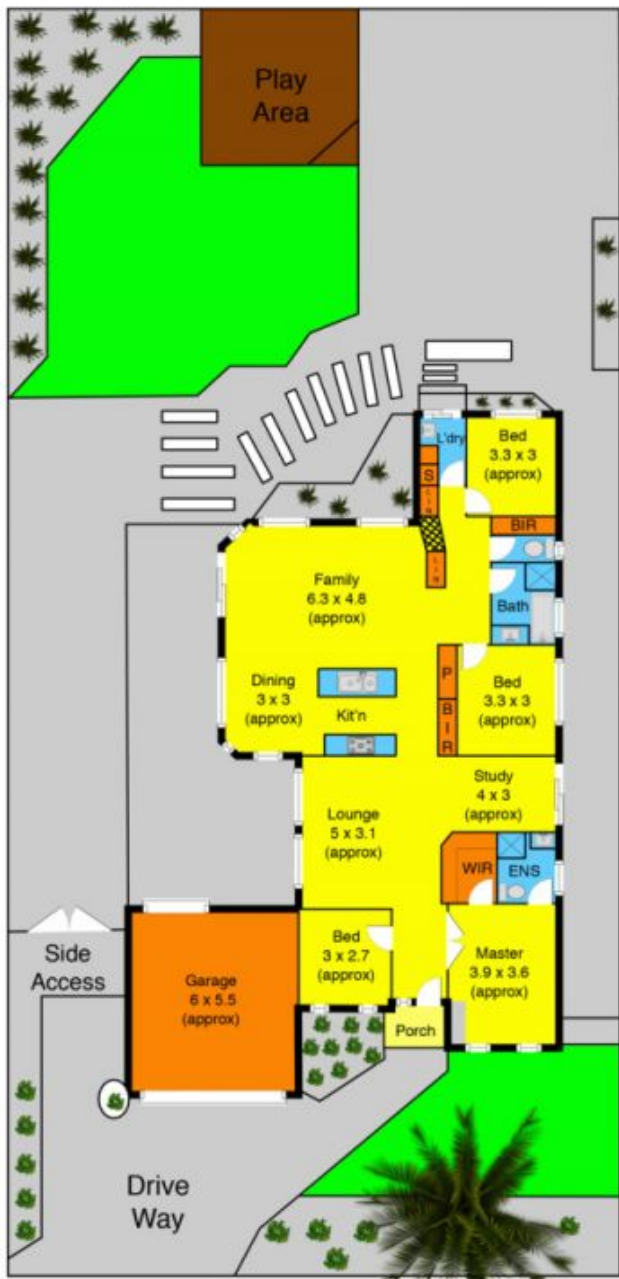 Play
Area
L'dry
Bed
3.3 x 3
(approx)
S
LIN
BIR
LIN
Family
6.3 x 4.8
(approx)
Bath
Dining
3 x 3
(approx)
Kit'n
P
BIR
Bed
3.3 x 3
(approx)
Study
4 x 3
(approx)
Lounge
5 x 3.1
(approx)
WIR
ENS
Side
Access
Bed
3 x 2.7
(approx)
Master
3.9 x 3.6
(approx)
Garage
6 x 5.5
(approx)
Porch
Drive
Way